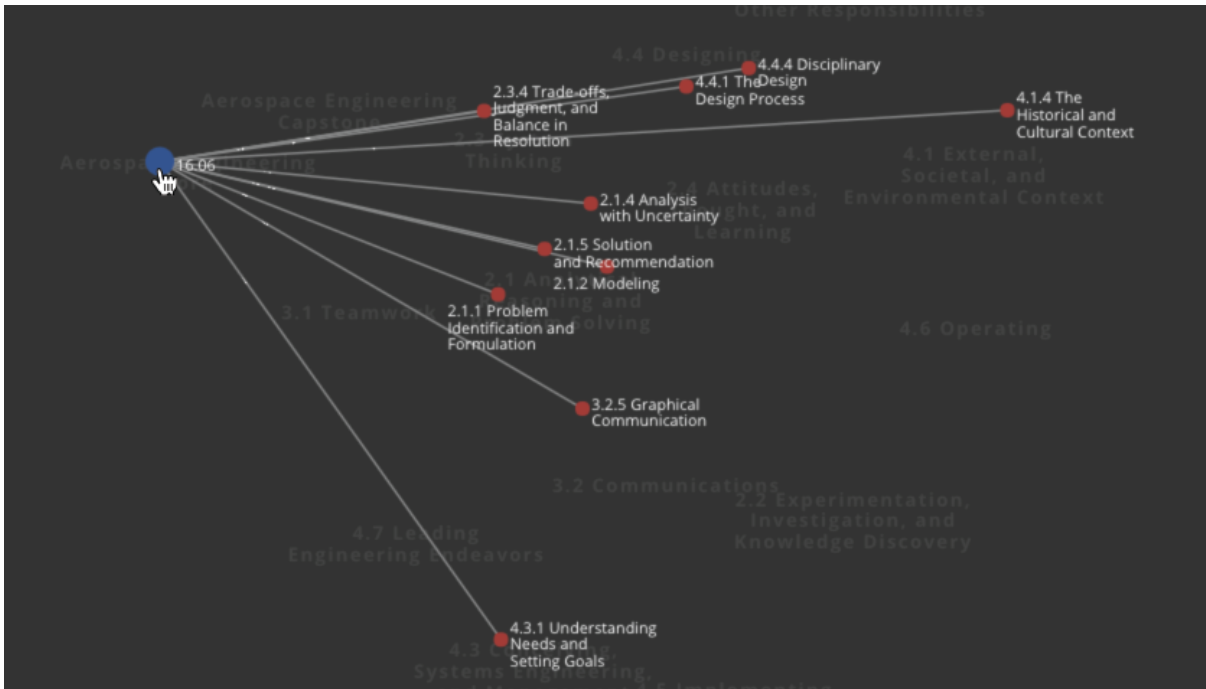 Other Responsibilities
4.4 Designing
4.4.4 Disciplinary
Design
4.4.1 The
Design Process
2.3.4 Trade-offs,
Judgment, and
Balance in
Resolution
4.1.4 The
Historical and
Cultural Context
Aerospace Engineering
Capstone
Thinking
16.06
4.1 External,
Societal, and
Environmental Context
2.4 Attitudes,
Learning
2.1.4 Analysis
with Uncertainty
2.1.5 Solution
and Recommendation
2.1.2 Modeling
Reasoning and
Solving
3.1 Teamwork
2.1.1 Problem
Identification and
Formulation
4.6 Operating
3.2.5 Graphical
Communication
3.2 Communications
2.2 Experimentation,
Investigation, and
Knowledge Discovery
4.7 Leading
Engineering Endeavors
4.3.1 Understanding
Needs and
Setting Goals
4.3
Systems Engineering,